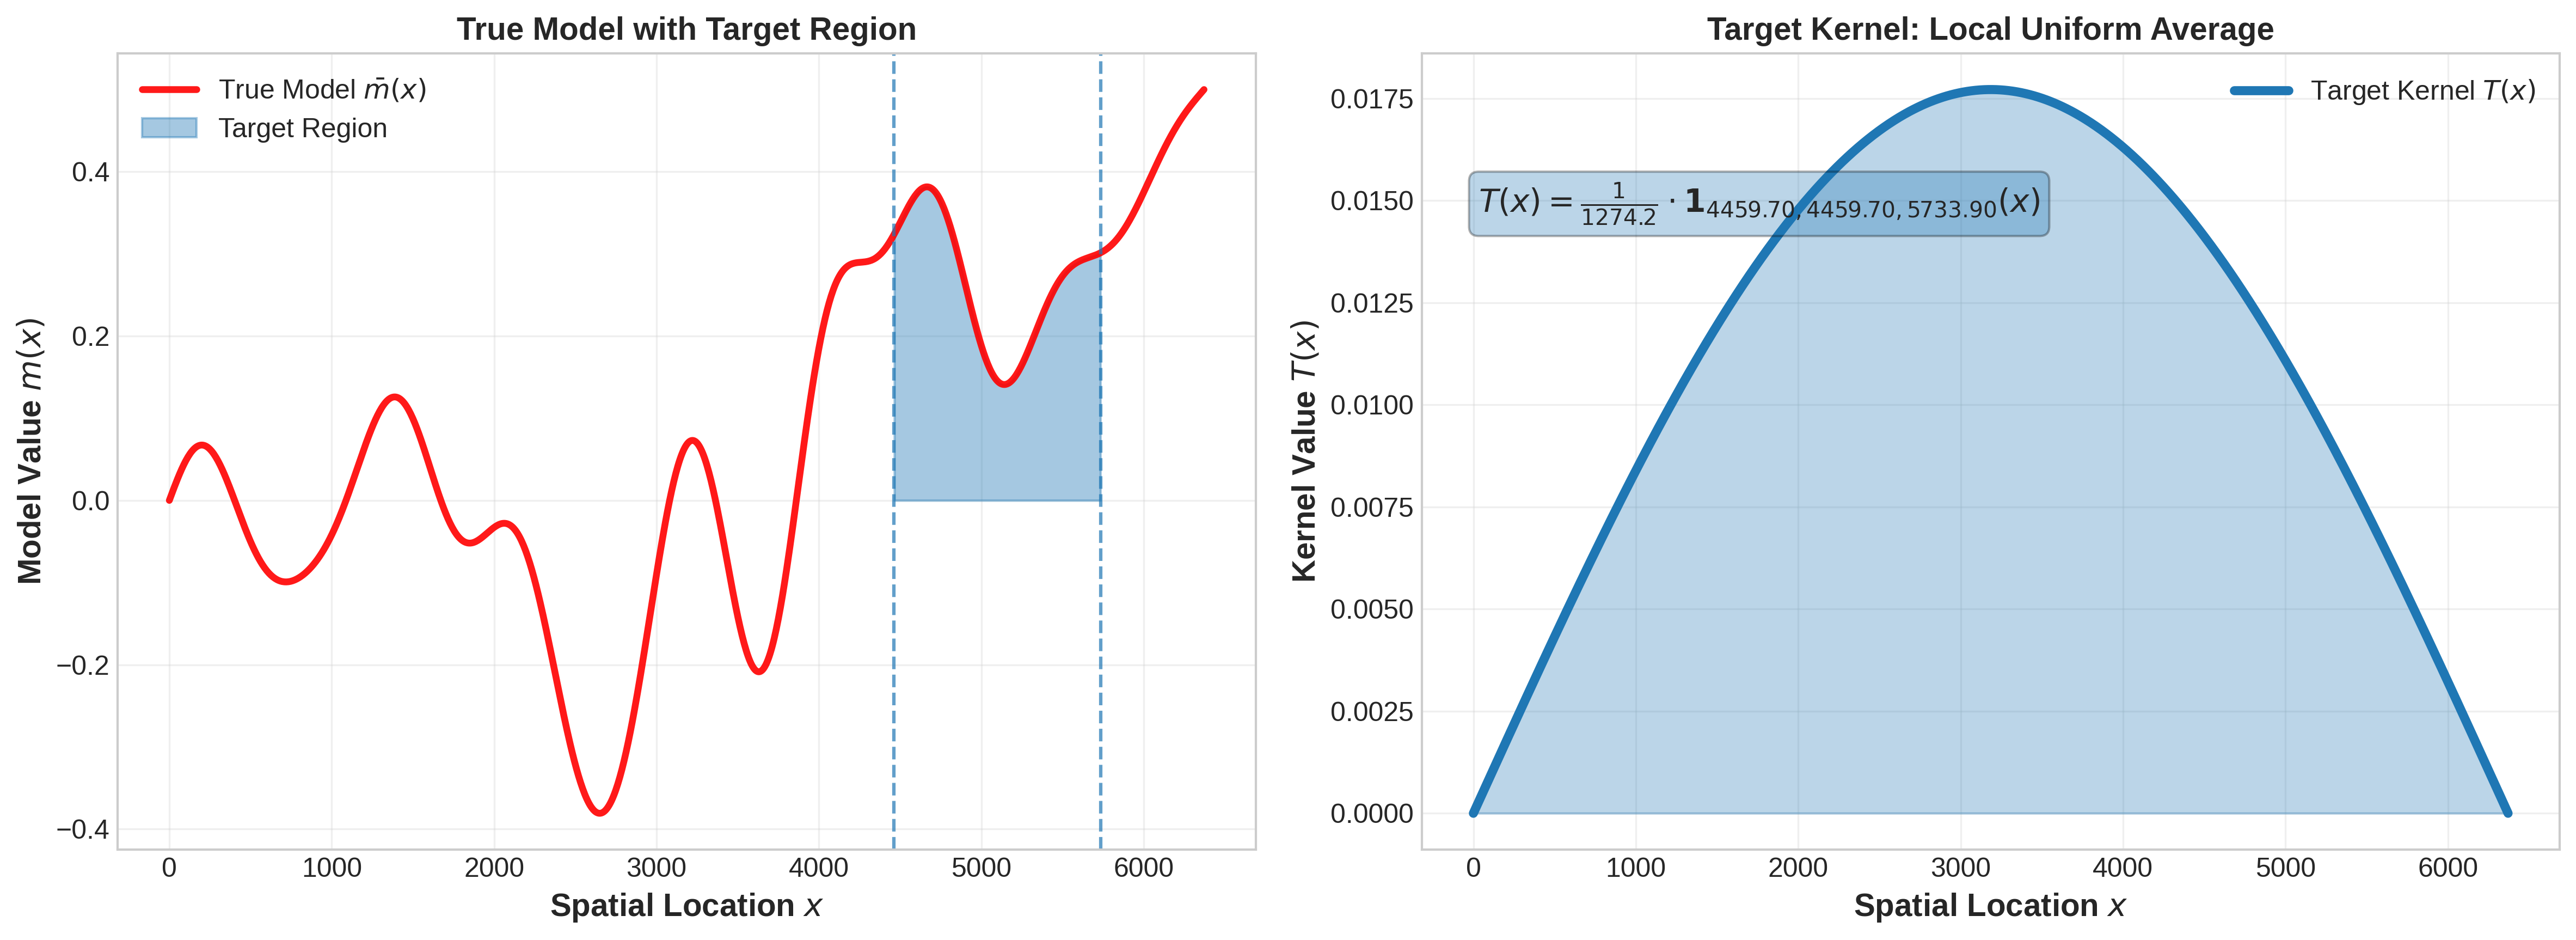 True Model with Target Region
True Model m̄(x)
Target Region
0.4
0.2
0.0
−0.2
−0.4
Model Value m(x)
0 1000 2000 3000 4000 5000 6000
Spatial Location x
Target Kernel: Local Uniform Average
Target Kernel T(x)
T(x) = 1/1274.2 · 𝟏4459.70,4459.70,5733.90(x)
0.0175
0.0150
0.0125
0.0100
0.0075
0.0050
0.0025
0.0000
Kernel Value T(x)
0 1000 2000 3000 4000 5000 6000
Spatial Location x